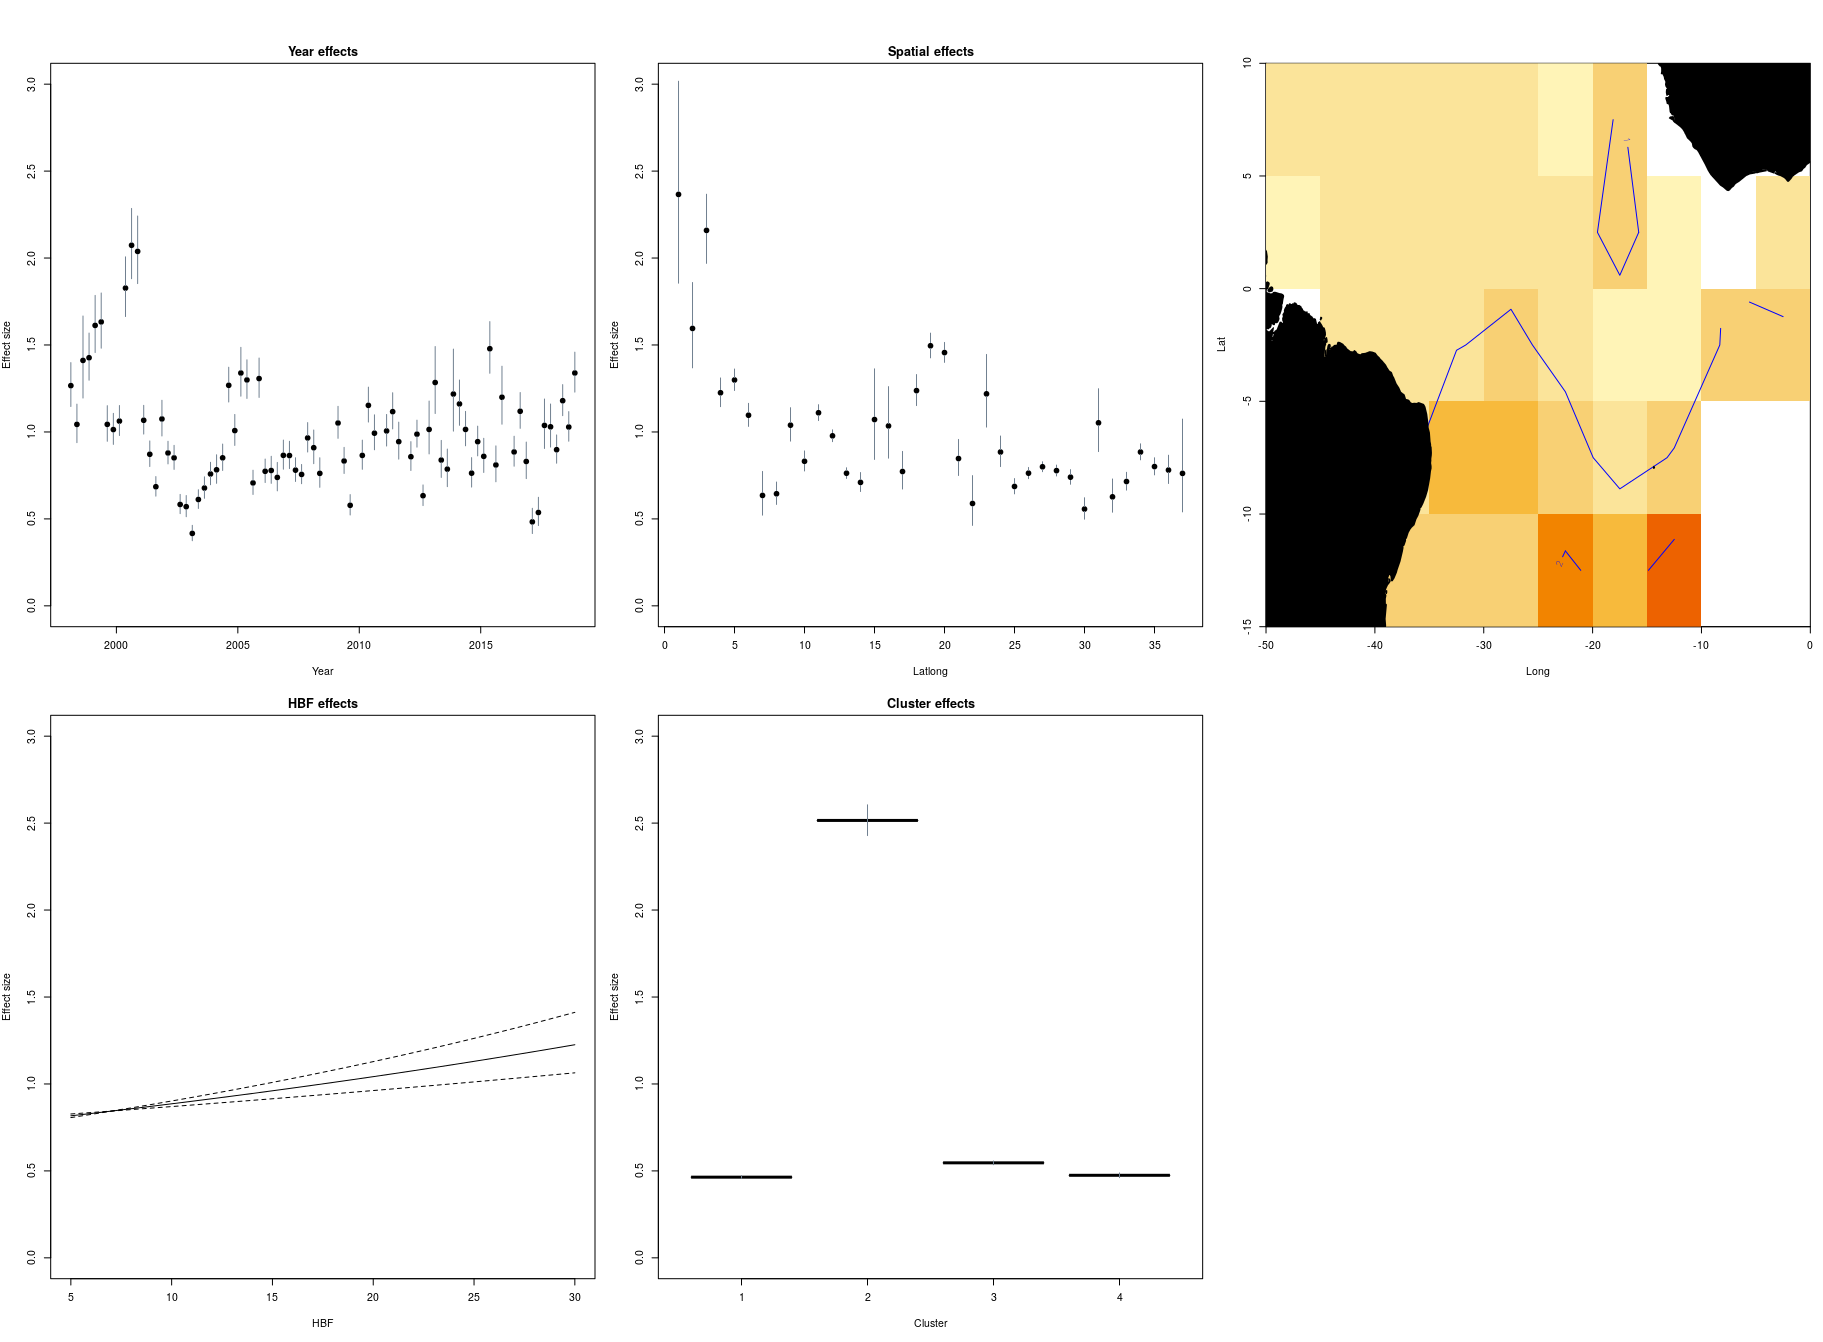 Year effects
Effect size
3.0
2.5
2.0
1.5
1.0
0.5
0.0
2000 2005 2010 2015
Year
Spatial effects
Effect size
3.0
2.5
2.0
1.5
1.0
0.5
0.0
0 5 10 15 20 25 30 35
Latlong
Lat
10
5
0
-5
-10
-15
1
2
-50 -40 -30 -20 -10 0
Long
HBF effects
Effect size
3.0
2.5
2.0
1.5
1.0
0.5
0.0
5 10 15 20 25 30
HBF
Cluster effects
Effect size
3.0
2.5
2.0
1.5
1.0
0.5
0.0
1 2 3 4
Cluster